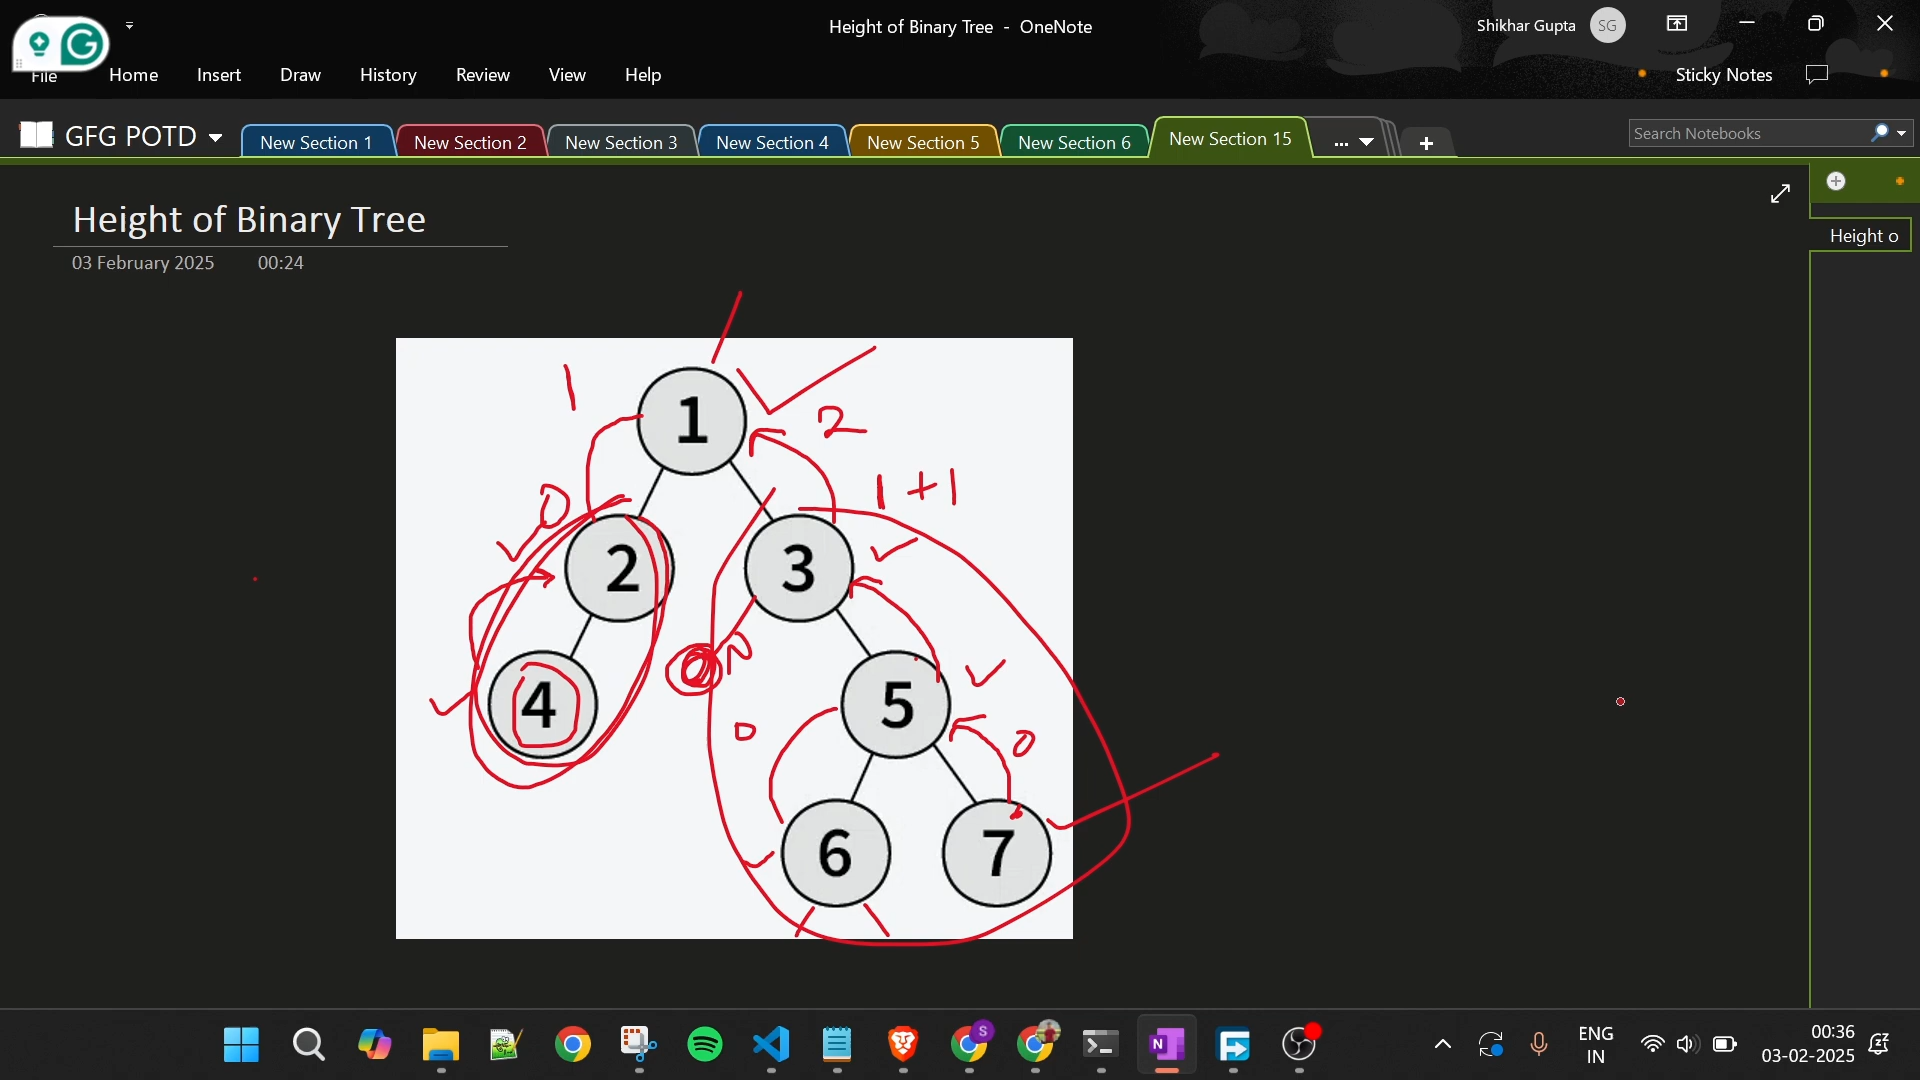 Height of Binary Tree - OneNote
Shikhar Gupta SG
File Home Insert Draw History Review View Help
Sticky Notes
GFG POTD
New Section 1 New Section 2 New Section 3 New Section 4 New Section 5 New Section 6 New Section 15 ...
Search Notebooks
Height of Binary Tree
Height o
03 February 2025 00:24
1
1
2
1+1
0
2
3
N
4
5
0
0
6
7
ENG
IN
00:36
03-02-2025